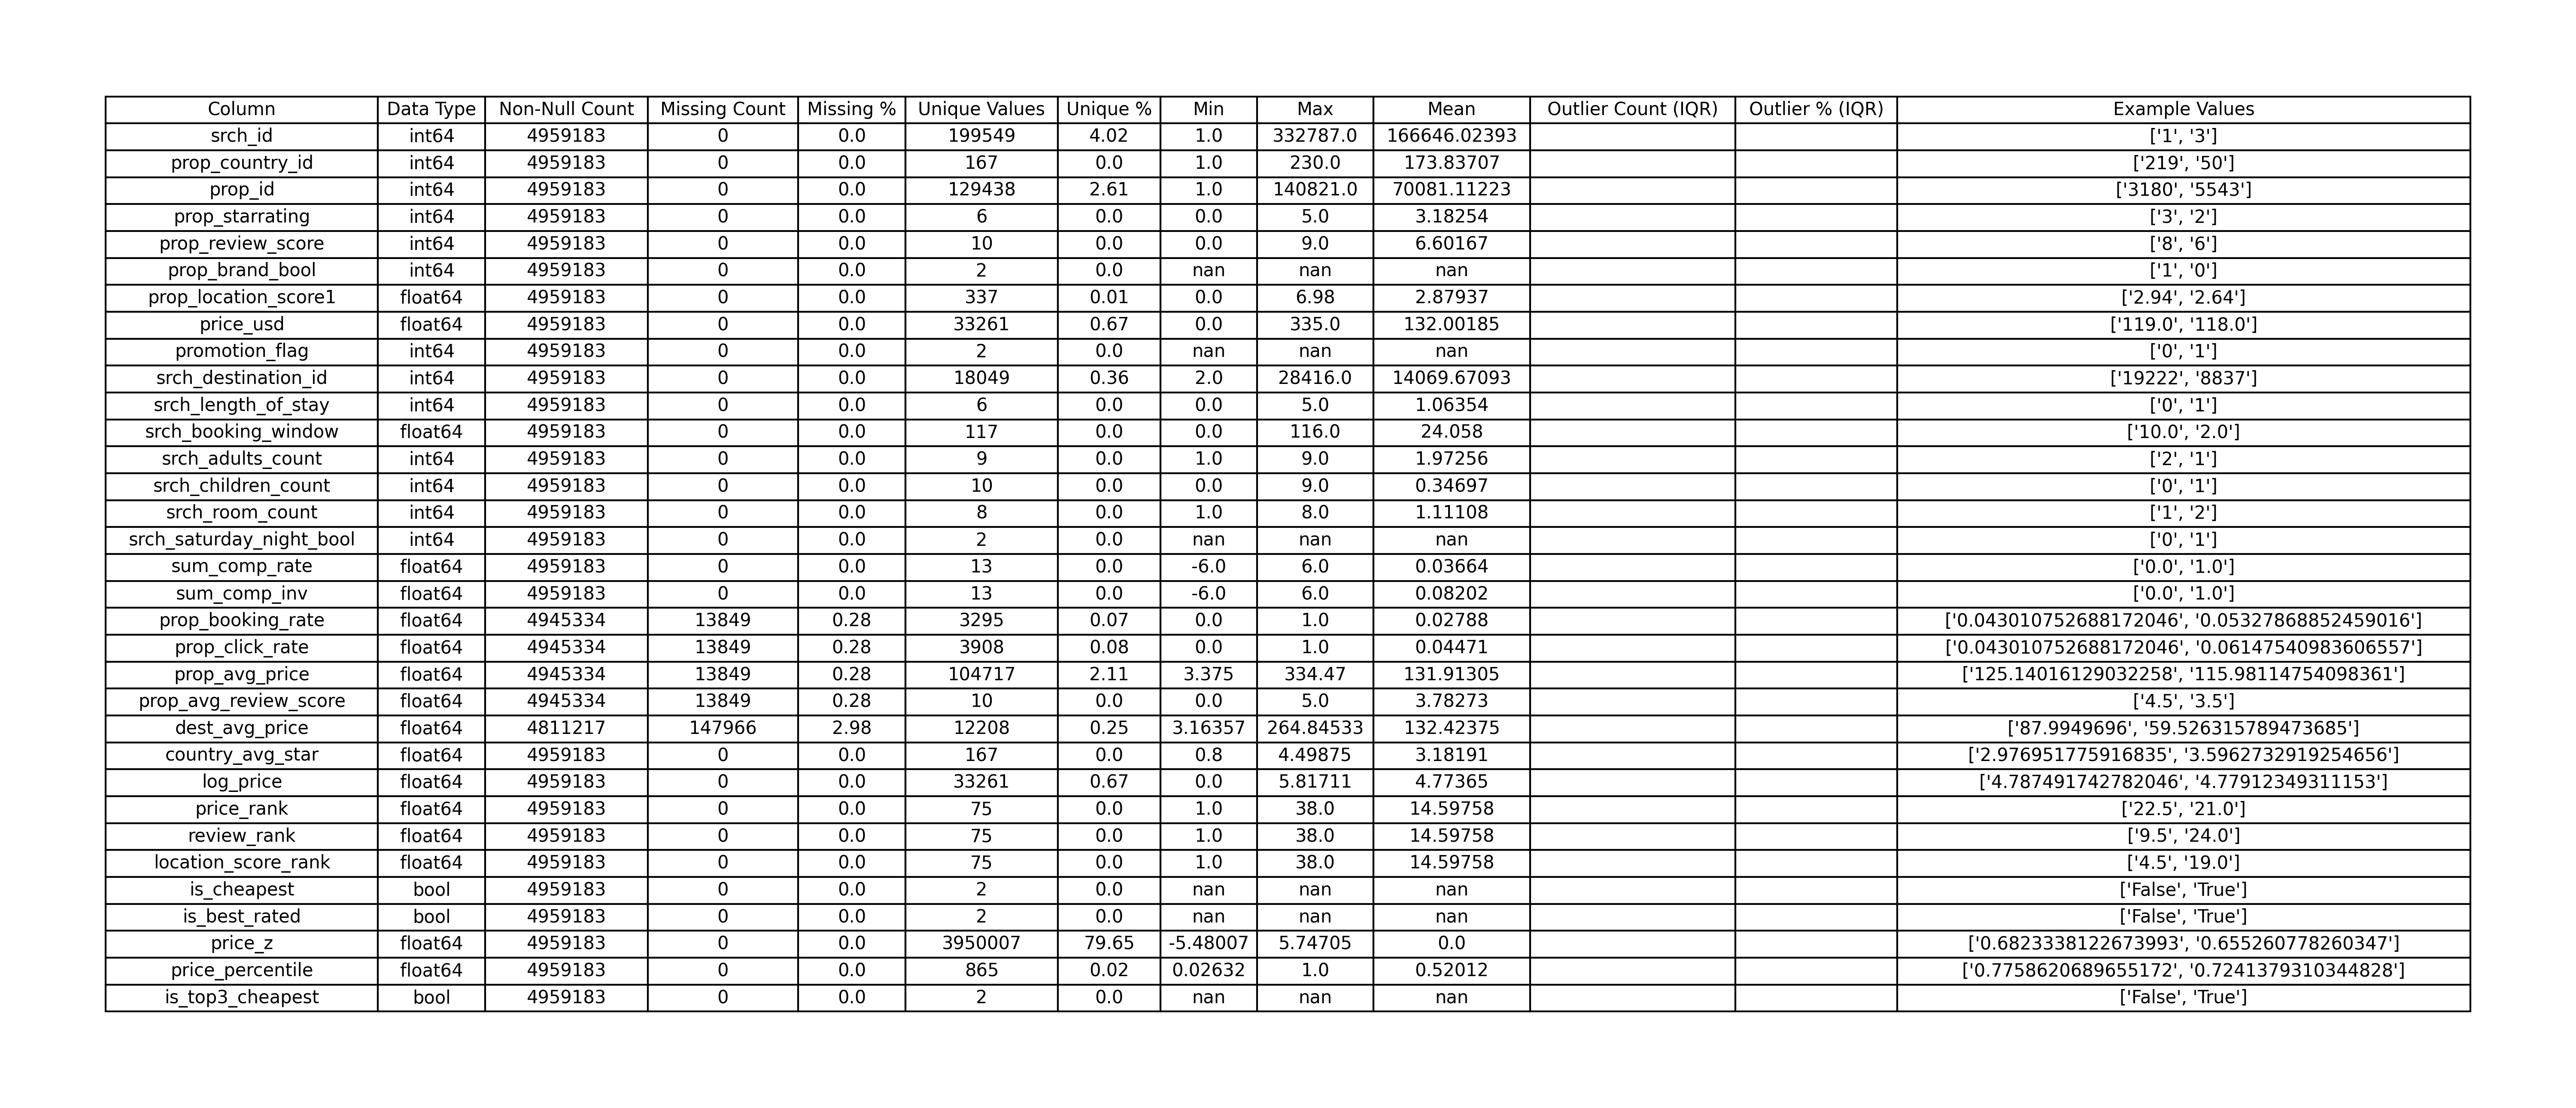 Column Data Type Non-Null Count Missing Count Missing % Unique Values Unique % Min Max Mean Outlier Count (IQR) Outlier % (IQR) Example Values
srch_id int64 4959183 0 0.0 199549 4.02 1.0 332787.0 166646.02393 ['1', '3']
prop_country_id int64 4959183 0 0.0 167 0.0 1.0 230.0 173.83707 ['219', '50']
prop_id int64 4959183 0 0.0 129438 2.61 1.0 140821.0 70081.11223 ['3180', '5543']
prop_starrating int64 4959183 0 0.0 6 0.0 0.0 5.0 3.18254 ['3', '2']
prop_review_score int64 4959183 0 0.0 10 0.0 0.0 9.0 6.60167 ['8', '6']
prop_brand_bool int64 4959183 0 0.0 2 0.0 nan nan nan ['1', '0']
prop_location_score1 float64 4959183 0 0.0 337 0.01 0.0 6.98 2.87937 ['2.94', '2.64']
price_usd float64 4959183 0 0.0 33261 0.67 0.0 335.0 132.00185 ['119.0', '118.0']
promotion_flag int64 4959183 0 0.0 2 0.0 nan nan nan ['0', '1']
srch_destination_id int64 4959183 0 0.0 18049 0.36 2.0 28416.0 14069.67093 ['19222', '8837']
srch_length_of_stay int64 4959183 0 0.0 6 0.0 0.0 5.0 1.06354 ['0', '1']
srch_booking_window float64 4959183 0 0.0 117 0.0 0.0 116.0 24.058 ['10.0', '2.0']
srch_adults_count int64 4959183 0 0.0 9 0.0 1.0 9.0 1.97256 ['2', '1']
srch_children_count int64 4959183 0 0.0 10 0.0 0.0 9.0 0.34697 ['0', '1']
srch_room_count int64 4959183 0 0.0 8 0.0 1.0 8.0 1.11108 ['1', '2']
srch_saturday_night_bool int64 4959183 0 0.0 2 0.0 nan nan nan ['0', '1']
sum_comp_rate float64 4959183 0 0.0 13 0.0 -6.0 6.0 0.03664 ['0.0', '1.0']
sum_comp_inv float64 4959183 0 0.0 13 0.0 -6.0 6.0 0.08202 ['0.0', '1.0']
prop_booking_rate float64 4945334 13849 0.28 3295 0.07 0.0 1.0 0.02788 ['0.043010752688172046', '0.05327868852459016']
prop_click_rate float64 4945334 13849 0.28 3908 0.08 0.0 1.0 0.04471 ['0.043010752688172046', '0.06147540983606557']
prop_avg_price float64 4945334 13849 0.28 104717 2.11 3.375 334.47 131.91305 ['125.14016129032258', '115.98114754098361']
prop_avg_review_score float64 4945334 13849 0.28 10 0.0 0.0 5.0 3.78273 ['4.5', '3.5']
dest_avg_price float64 4811217 147966 2.98 12208 0.25 3.16357 264.84533 132.42375 ['87.9949696', '59.526315789473685']
country_avg_star float64 4959183 0 0.0 167 0.0 0.8 4.49875 3.18191 ['2.976951775916835', '3.5962732919254656']
log_price float64 4959183 0 0.0 33261 0.67 0.0 5.81711 4.77365 ['4.787491742782046', '4.77912349311153']
price_rank float64 4959183 0 0.0 75 0.0 1.0 38.0 14.59758 ['22.5', '21.0']
review_rank float64 4959183 0 0.0 75 0.0 1.0 38.0 14.59758 ['9.5', '24.0']
location_score_rank float64 4959183 0 0.0 75 0.0 1.0 38.0 14.59758 ['4.5', '19.0']
is_cheapest bool 4959183 0 0.0 2 0.0 nan nan nan ['False', 'True']
is_best_rated bool 4959183 0 0.0 2 0.0 nan nan nan ['False', 'True']
price_z float64 4959183 0 0.0 3950007 79.65 -5.48007 5.74705 0.0 ['0.6823338122673993', '0.655260778260347']
price_percentile float64 4959183 0 0.0 865 0.02 0.02632 1.0 0.52012 ['0.7758620689655172', '0.7241379310344828']
is_top3_cheapest bool 4959183 0 0.0 2 0.0 nan nan nan ['False', 'True']